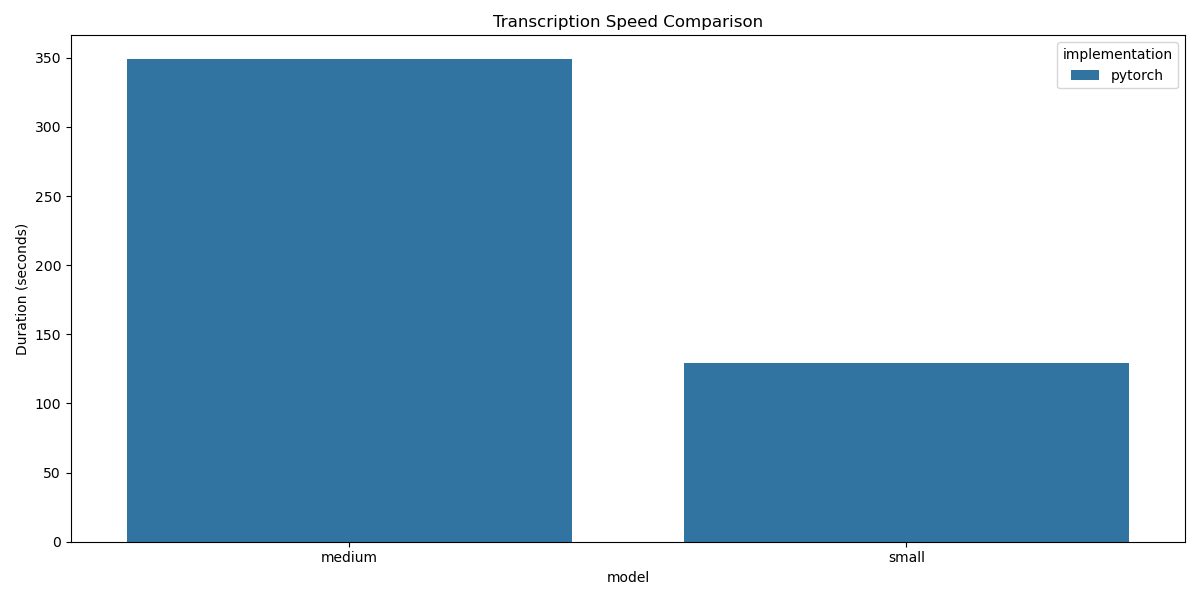 Transcription Speed Comparison
implementation
pytorch
Duration (seconds)
350
300
250
200
150
100
50
0
medium
small
model